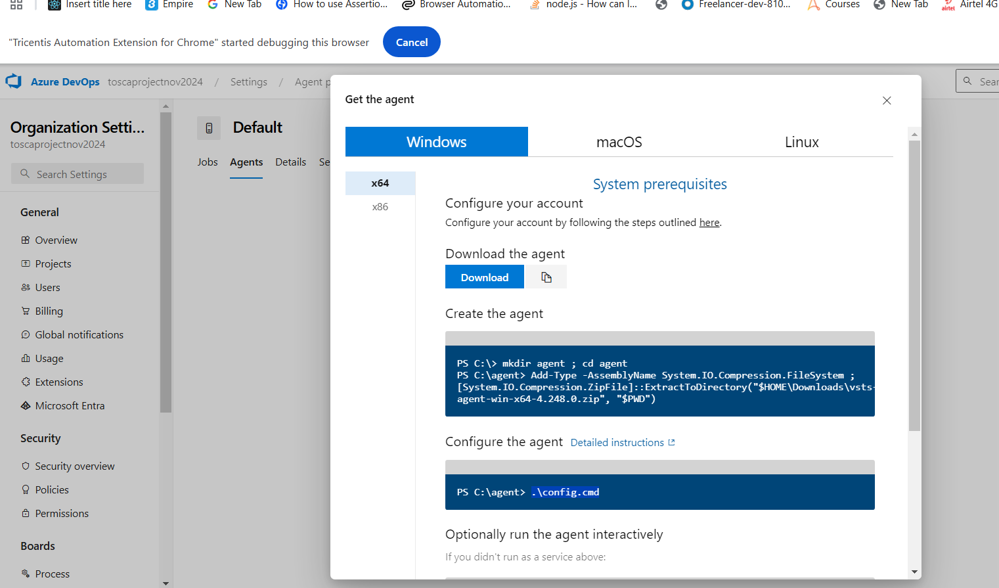 Insert title here
Empire
New Tab
How to use Assertio...
Browser Automatio...
node.js - How can I...
Freelancer-dev-810...
Courses
New Tab
airtel
Airtel 4G
"Tricentis Automation Extension for Chrome" started debugging this browser
Cancel
Azure DevOps
toscaprojectnov2024
/
Settings
/
Agent p
Sear
Organization Setti...
toscaprojectnov2024
Search Settings
General
Overview
Projects
Users
Billing
Global notifications
Usage
Extensions
Microsoft Entra
Security
Security overview
Policies
Permissions
Boards
Process
Default
Jobs
Agents
Details
Se
Get the agent
Windows
macOS
Linux
x64
x86
System prerequisites
Configure your account
Configure your account by following the steps outlined here.
Download the agent
Download
Create the agent
PS C:\> mkdir agent ; cd agent
PS C:\agent> Add-Type -AssemblyName System.IO.Compression.FileSystem ;
[System.IO.Compression.ZipFile]::ExtractToDirectory("$HOME\Downloads\vsts-
agent-win-x64-4.248.0.zip", "$PWD")
Configure the agent
Detailed instructions
PS C:\agent> .\config.cmd
Optionally run the agent interactively
If you didn't run as a service above: